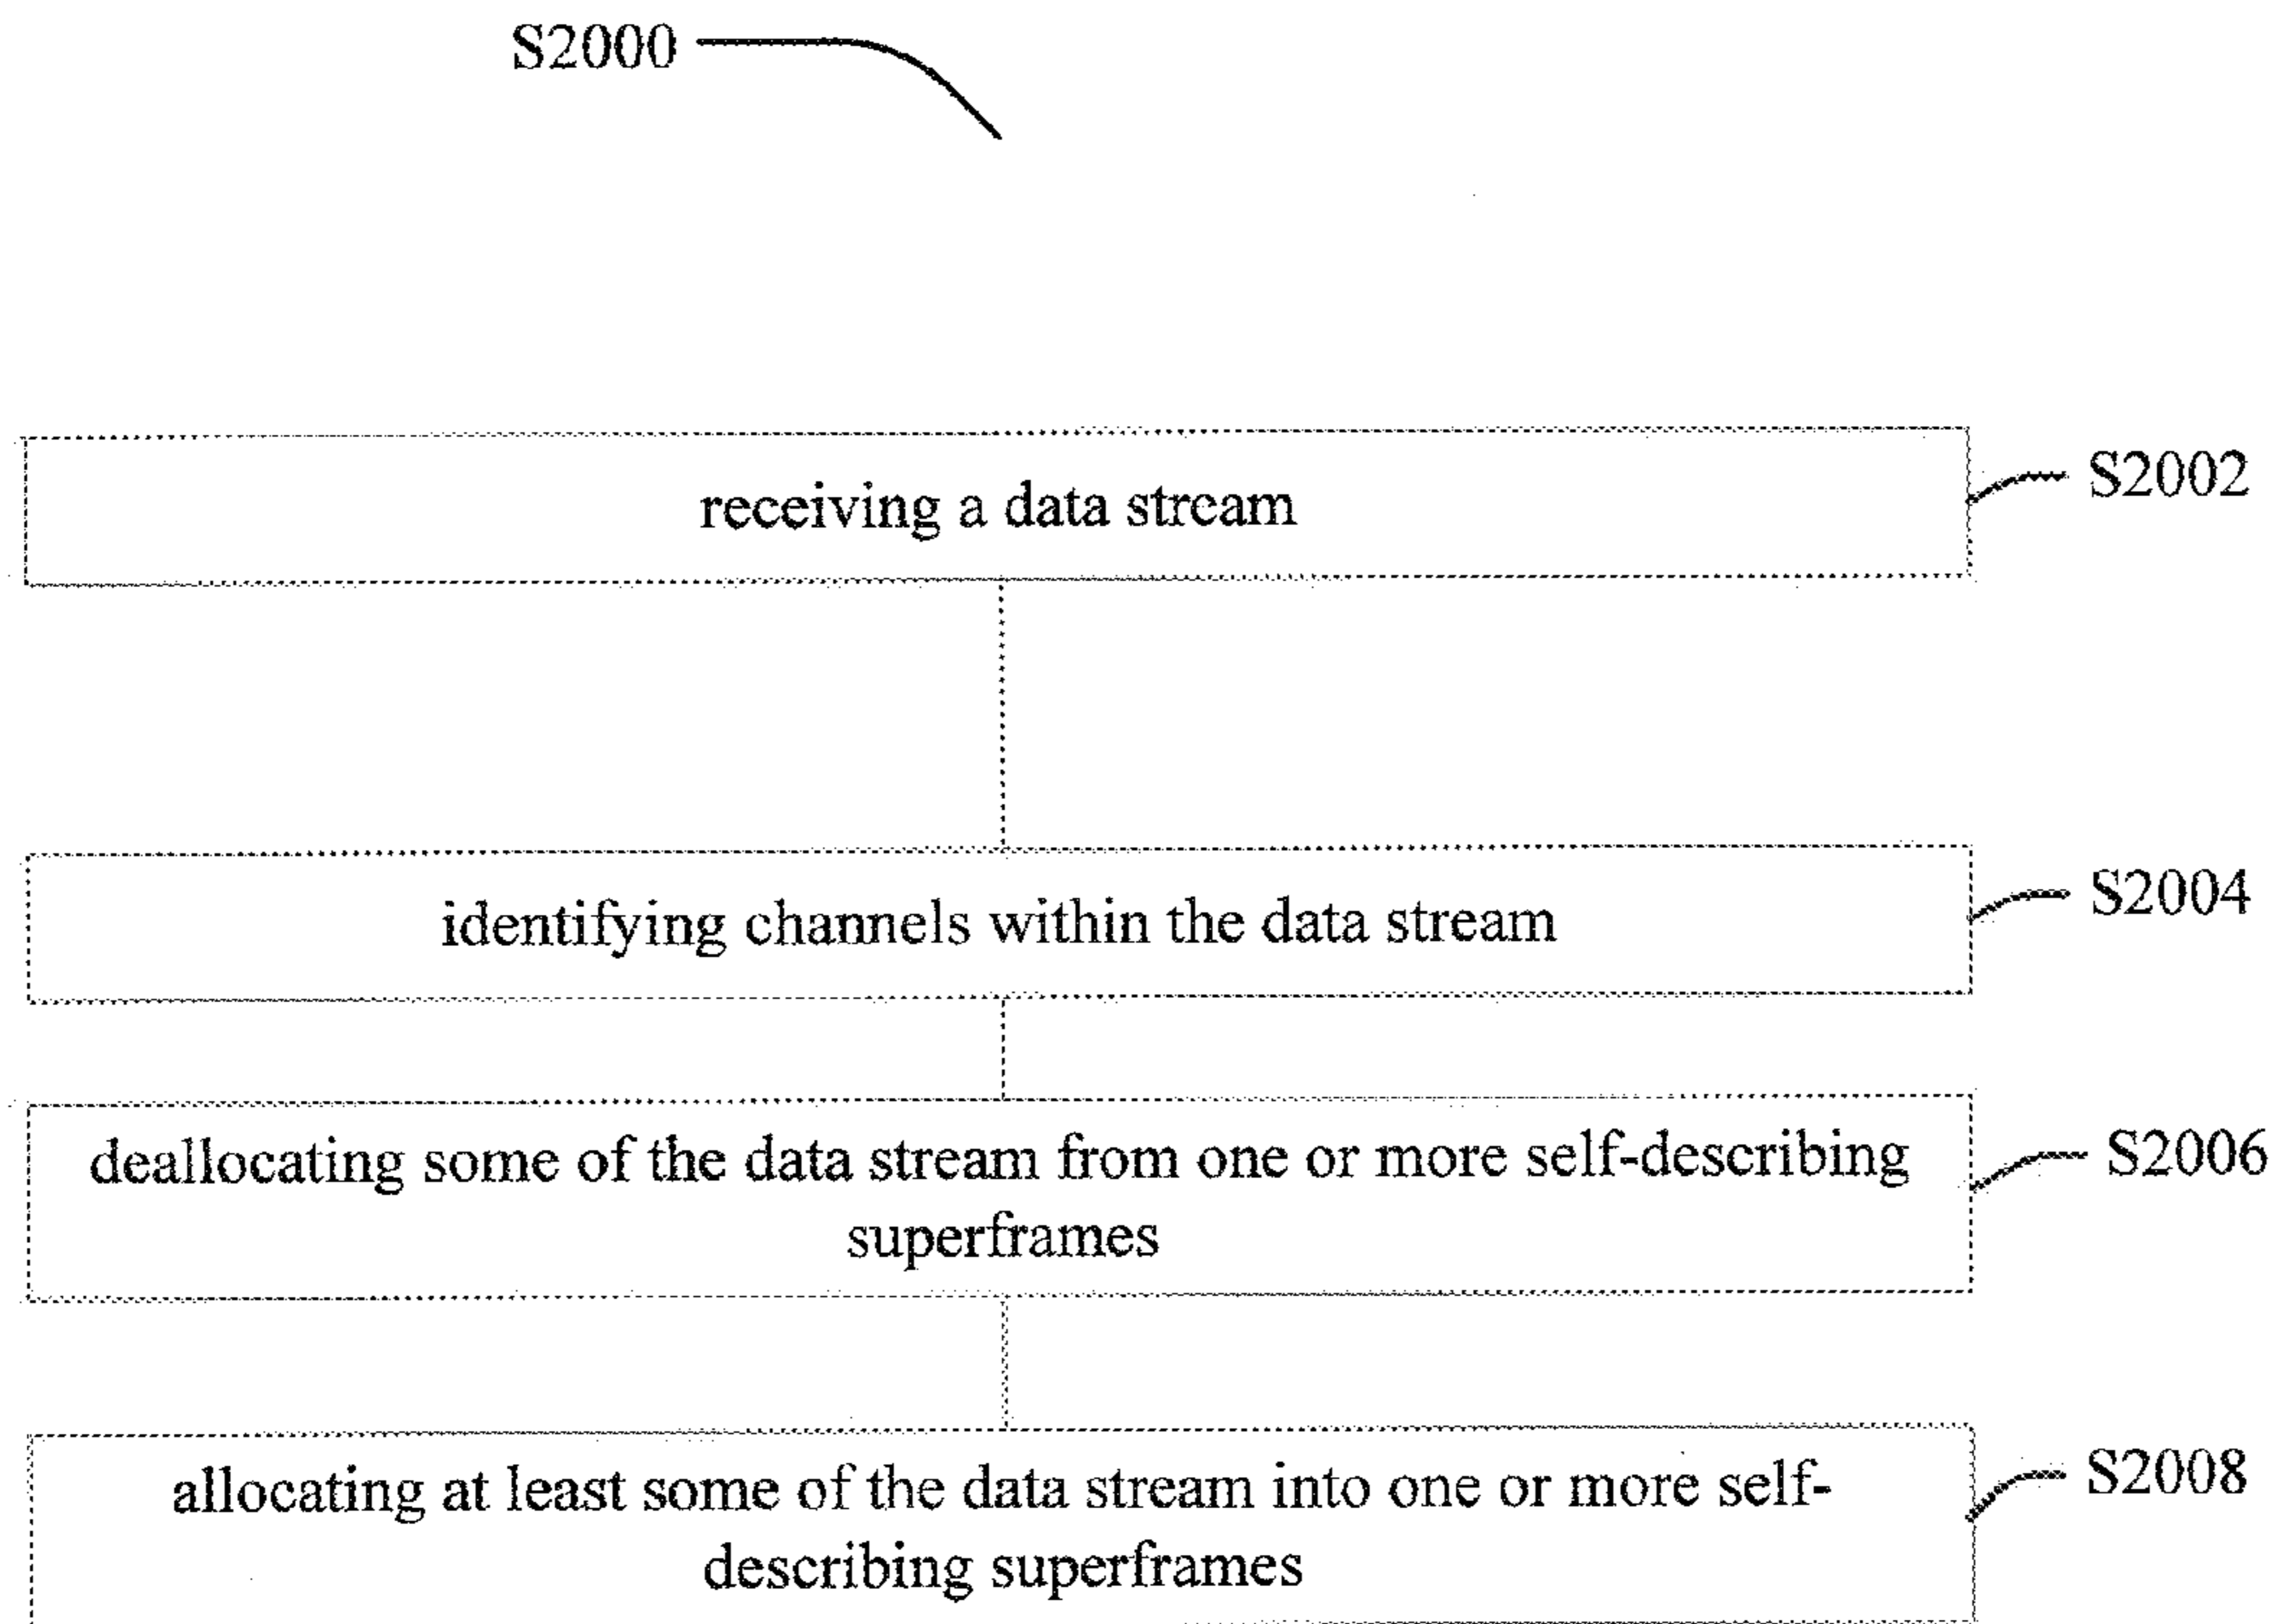 S2000
receiving a data stream
S2002
identifying channels within the data stream
S2004
deallocating some of the data stream from one or more self-describing
superframes
S2006
allocating at least some of the data stream into one or more self-
describing superframes
S2008